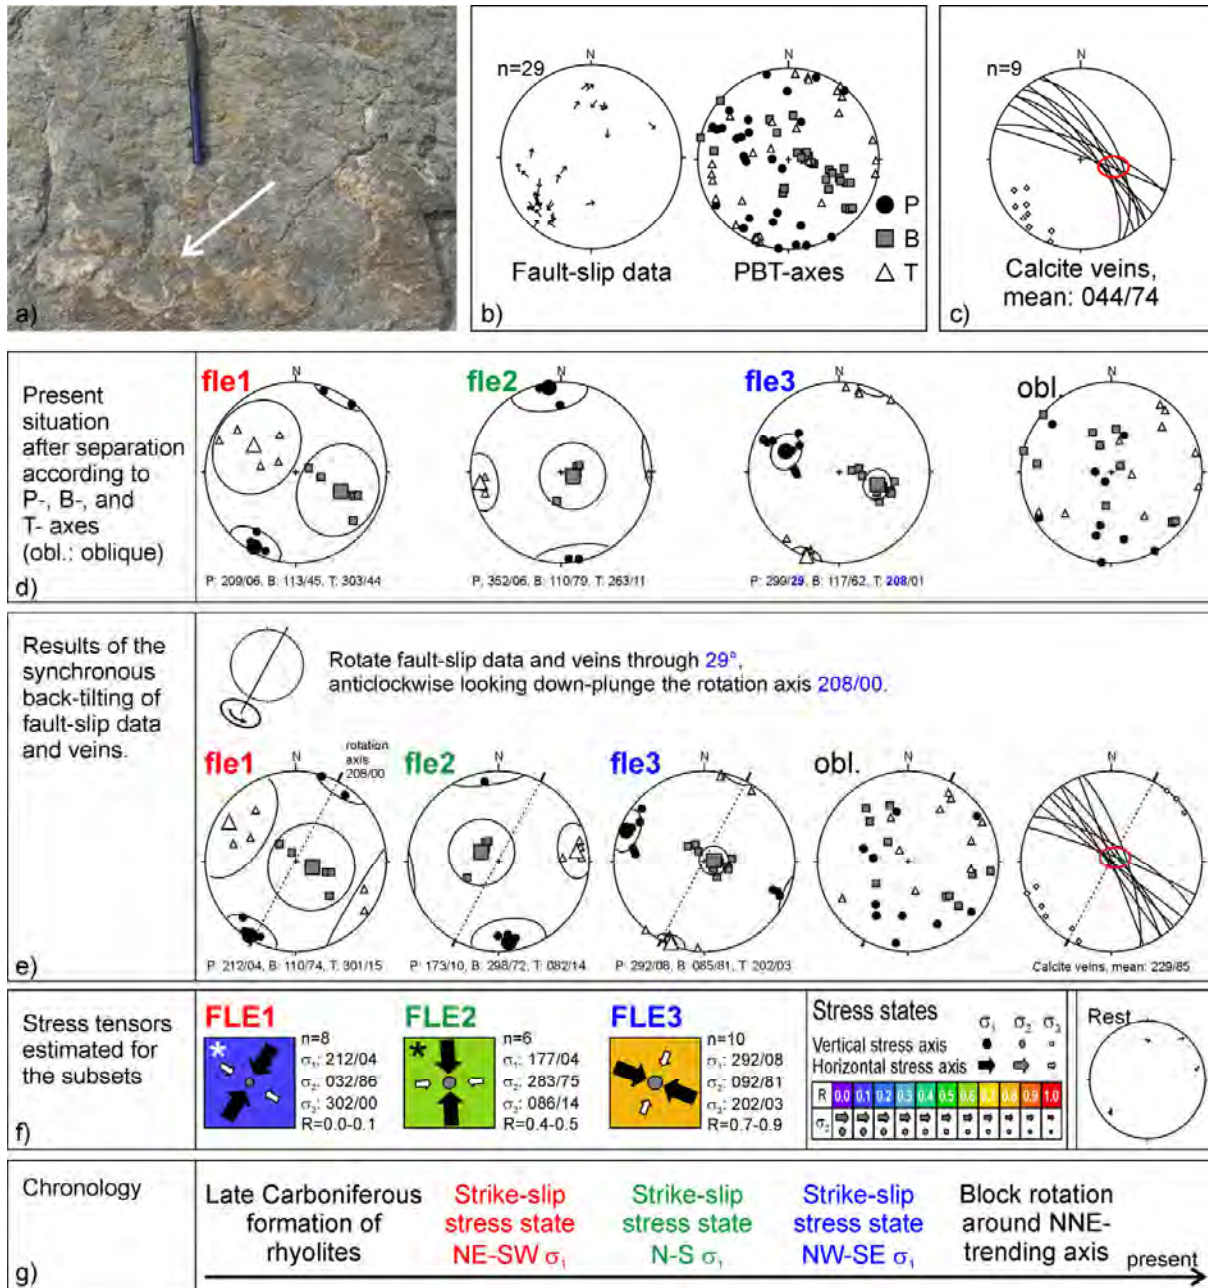 a)
n=29
N
N
Fault-slip data
PBT-axes
P
B
T
b)
n=9
N
Calcite veins,
mean: 044/74
c)
Present
situation
after separation
according to
P-, B-, and
T- axes
(obl.: oblique)
d)
fle1
N
P: 209/06, B: 113/45, T: 303/44
fle2
N
P: 352/06, B: 110/79, T: 263/11
fle3
N
P: 299/29, B: 117/62, T: 208/01
obl.
N
Results of the
synchronous
back-tilting of
fault-slip data
and veins.
e)
Rotate fault-slip data and veins through 29°,
anticlockwise looking down-plunge the rotation axis 208/00.
fle1
N
rotation
axis
208/00
P: 212/04, B: 110/74, T: 301/15
fle2
N
P: 173/10, B: 298/72, T: 082/14
fle3
N
P: 292/08, B: 085/81, T: 202/03
obl.
N
N
Calcite veins, mean: 229/85
Stress tensors
estimated for
the subsets
f)
FLE1
*
n=8
σ₁: 212/04
σ₂: 032/86
σ₃: 302/00
R=0.0-0.1
FLE2
*
n=6
σ₁: 177/04
σ₂: 283/75
σ₃: 086/14
R=0.4-0.5
FLE3
n=10
σ₁: 292/08
σ₂: 092/81
σ₃: 202/03
R=0.7-0.9
Stress states
σ₁ σ₂ σ₃
Vertical stress axis
Horizontal stress axis
R 0.0 0.1 0.2 0.3 0.4 0.5 0.6 0.7 0.8 0.9 1.0
σ₂
Rest
Chronology
g)
Late Carboniferous
formation of
rhyolites
Strike-slip
stress state
NE-SW σ₁
Strike-slip
stress state
N-S σ₁
Strike-slip
stress state
NW-SE σ₁
Block rotation
around NNE-
trending axis
present